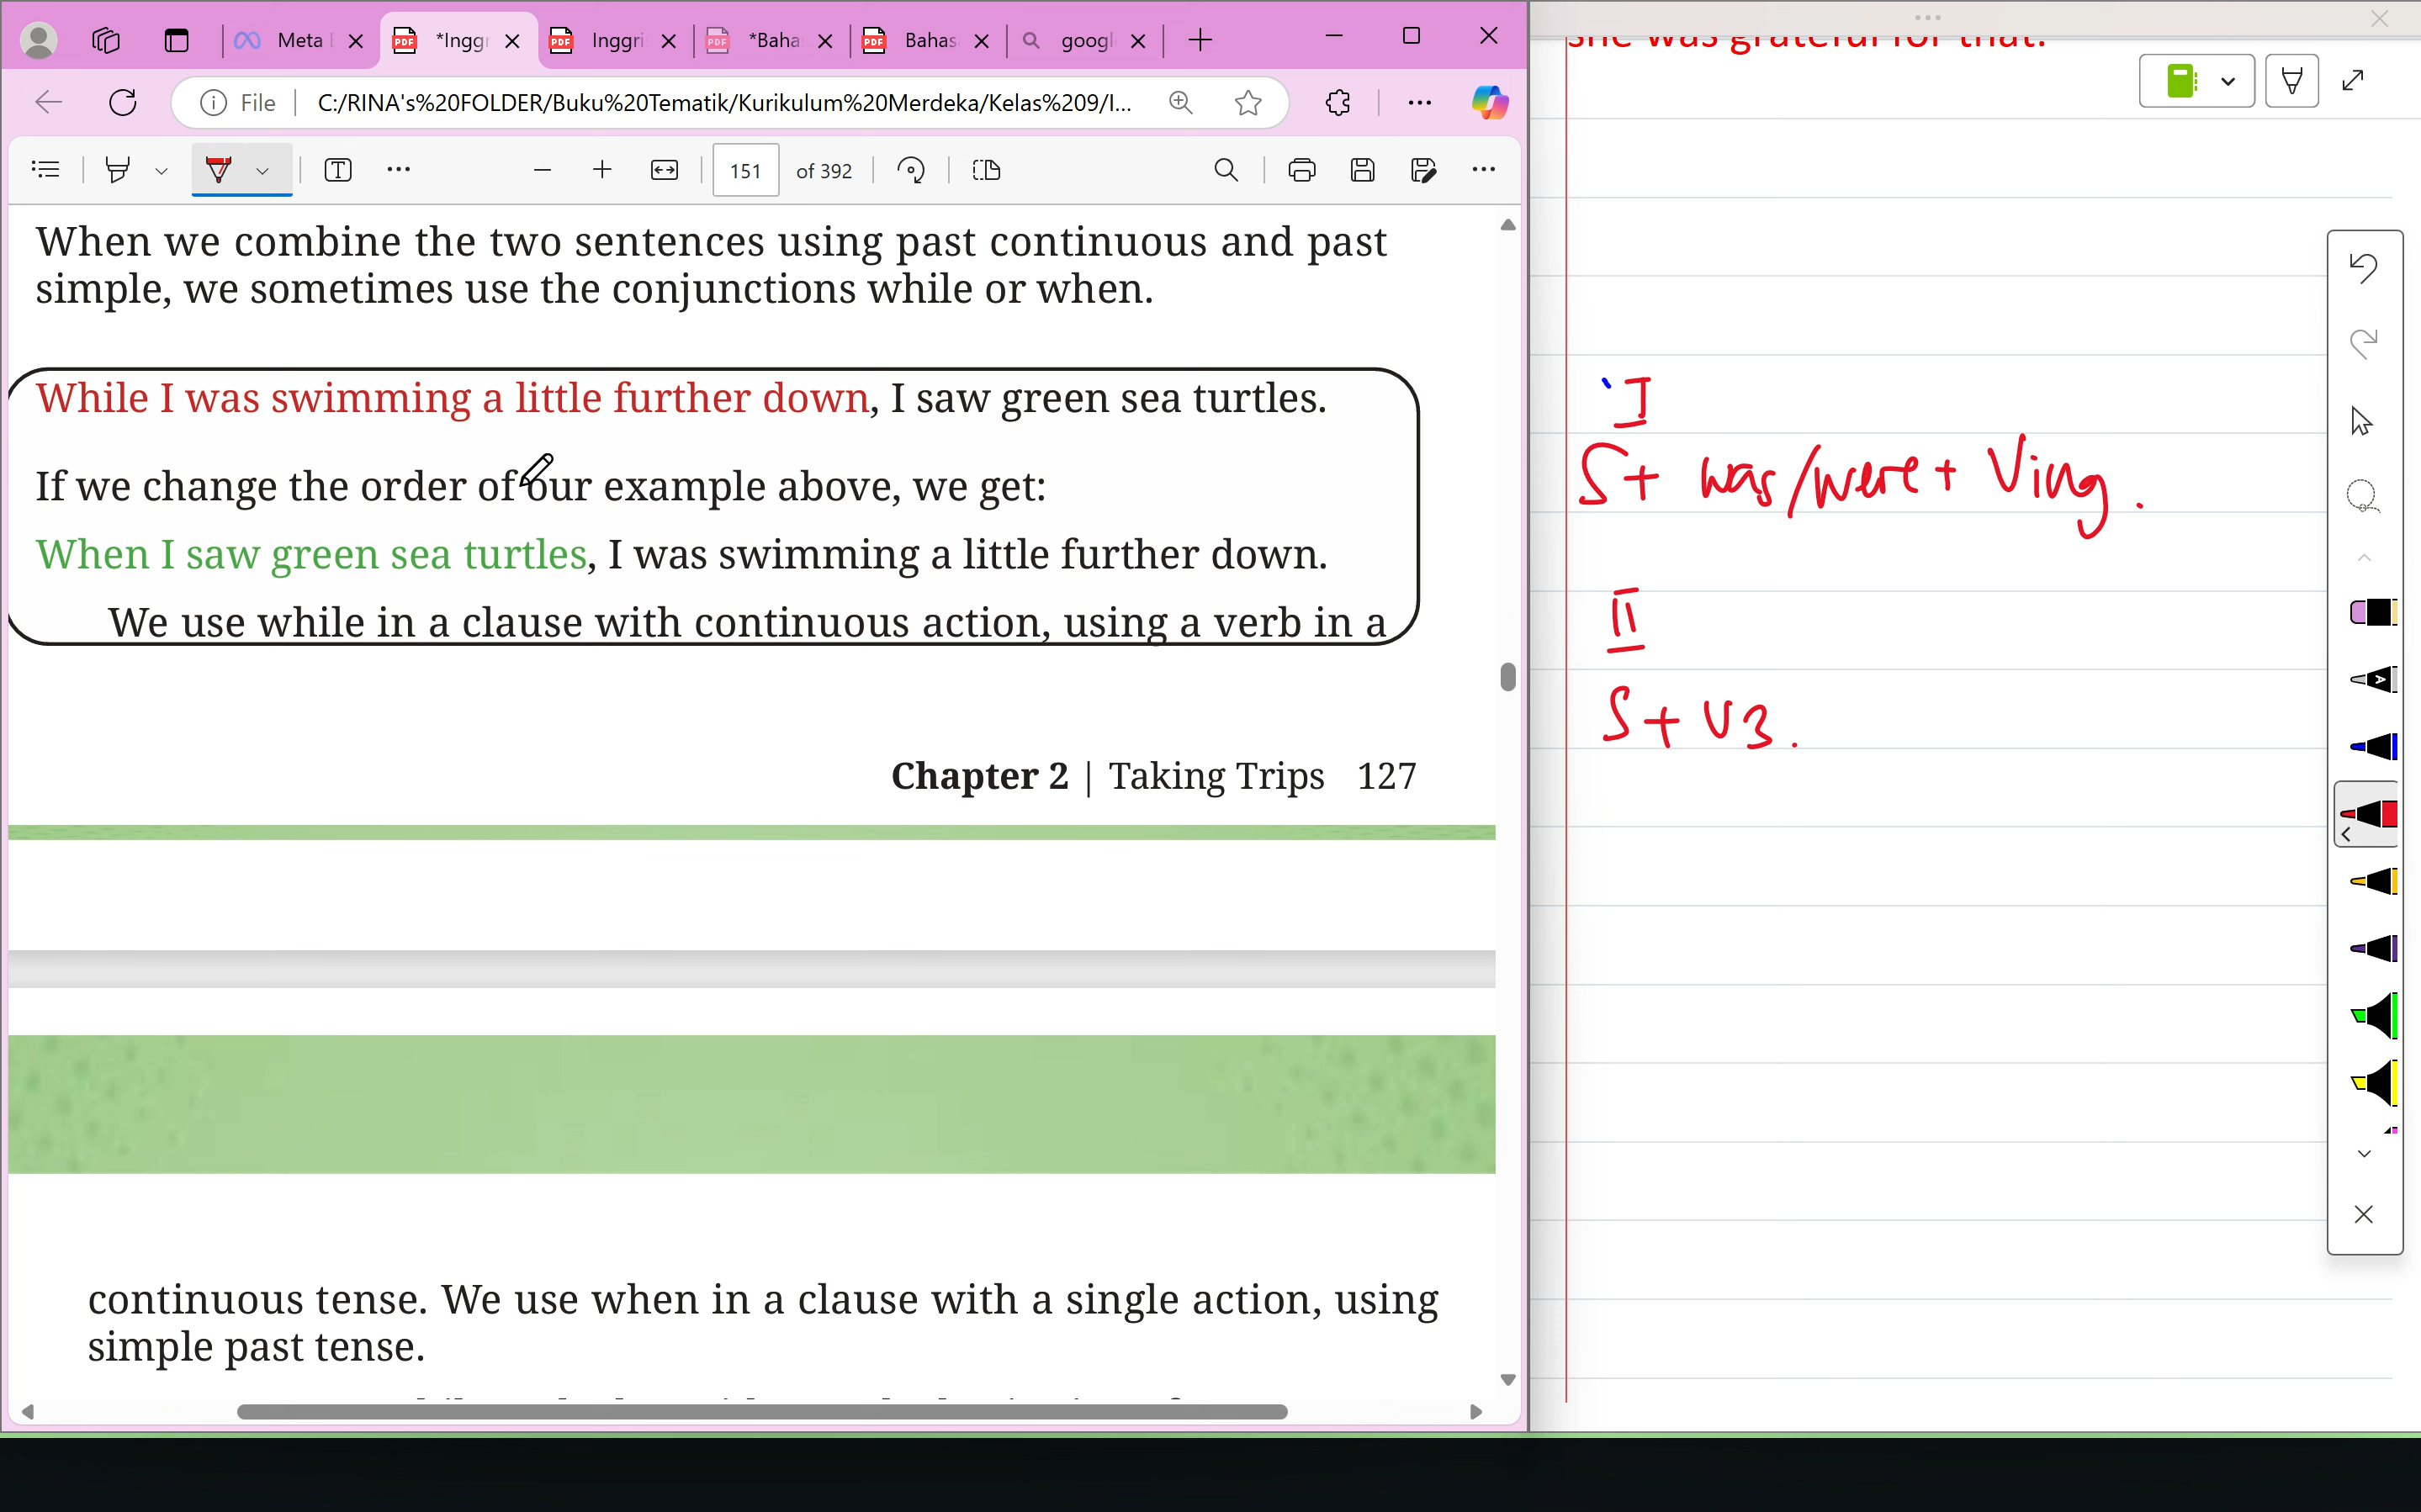 Meta
*Ingg
Inggri
*Baha
Bahas
googl
File
C:/RINA's%20FOLDER/Buku%20Tematik/Kurikulum%20Merdeka/Kelas%209/I...
151 of 392
When we combine the two sentences using past continuous and past
simple, we sometimes use the conjunctions while or when.
While I was swimming a little further down, I saw green sea turtles.
If we change the order of our example above, we get:
When I saw green sea turtles, I was swimming a little further down.
We use while in a clause with continuous action, using a verb in a
Chapter 2 | Taking Trips 127
continuous tense. We use when in a clause with a single action, using
simple past tense.
she was grateful for that.
I
S + was/were + Ving.
II
S + V3.